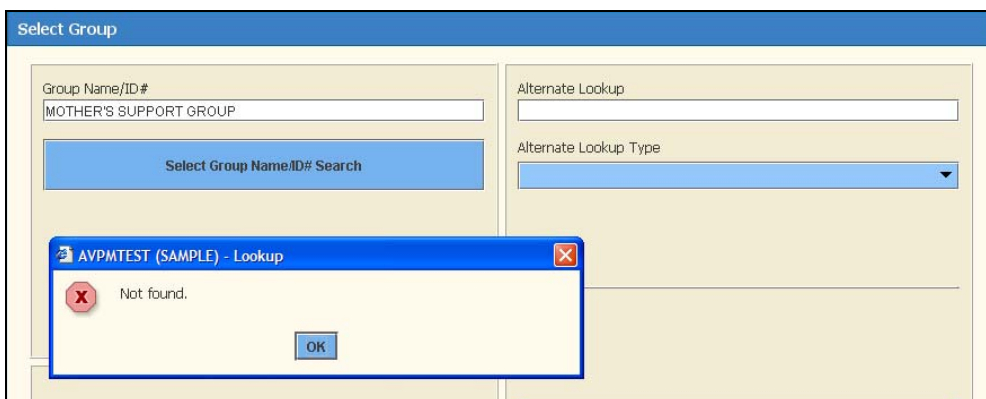 Select Group
Group Name/ID#
MOTHER'S SUPPORT GROUP
Select Group Name/ID# Search
Alternate Lookup
Alternate Lookup Type
AVPMTEST (SAMPLE) - Lookup
Not found.
OK